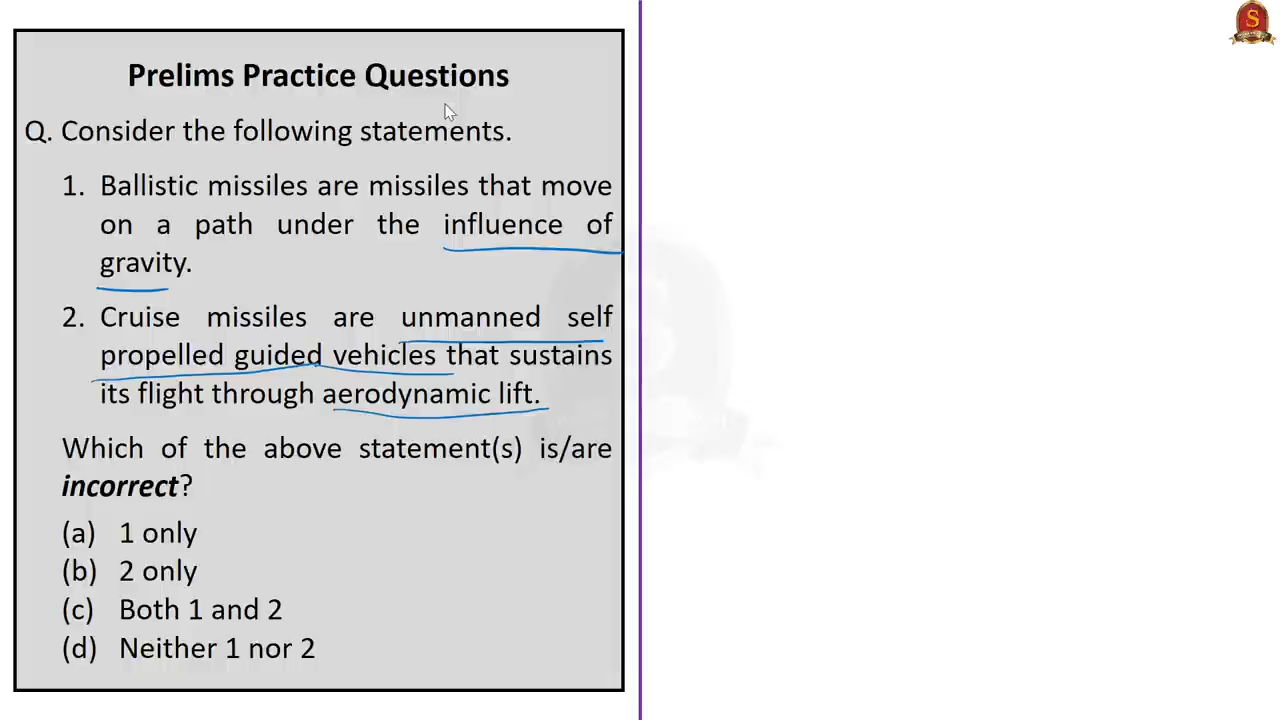 S
Prelims Practice Questions
Q. Consider the following statements.
1. Ballistic missiles are missiles that move
on a path under the influence of
gravity.
2. Cruise missiles are unmanned self
propelled guided vehicles that sustains
its flight through aerodynamic lift.
Which of the above statement(s) is/are
incorrect?
(a) 1 only
(b) 2 only
(c) Both 1 and 2
(d) Neither 1 nor 2